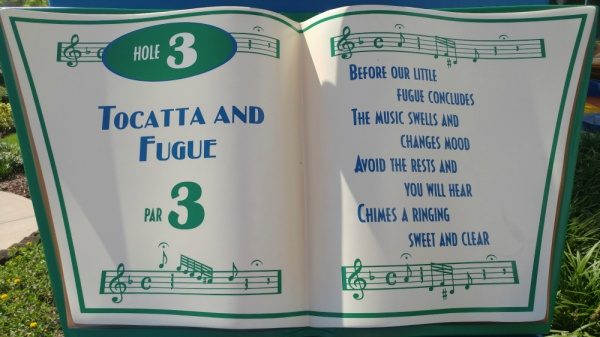 HOLE 3
TOCATTA AND
FUGUE
PAR 3
BEFORE OUR LITTLE
FUGUE CONCLUDES
THE MUSIC SWELLS AND
CHANGES MOOD
AVOID THE RESTS AND
YOU WILL HEAR
CHIMES A RINGING
SWEET AND CLEAR